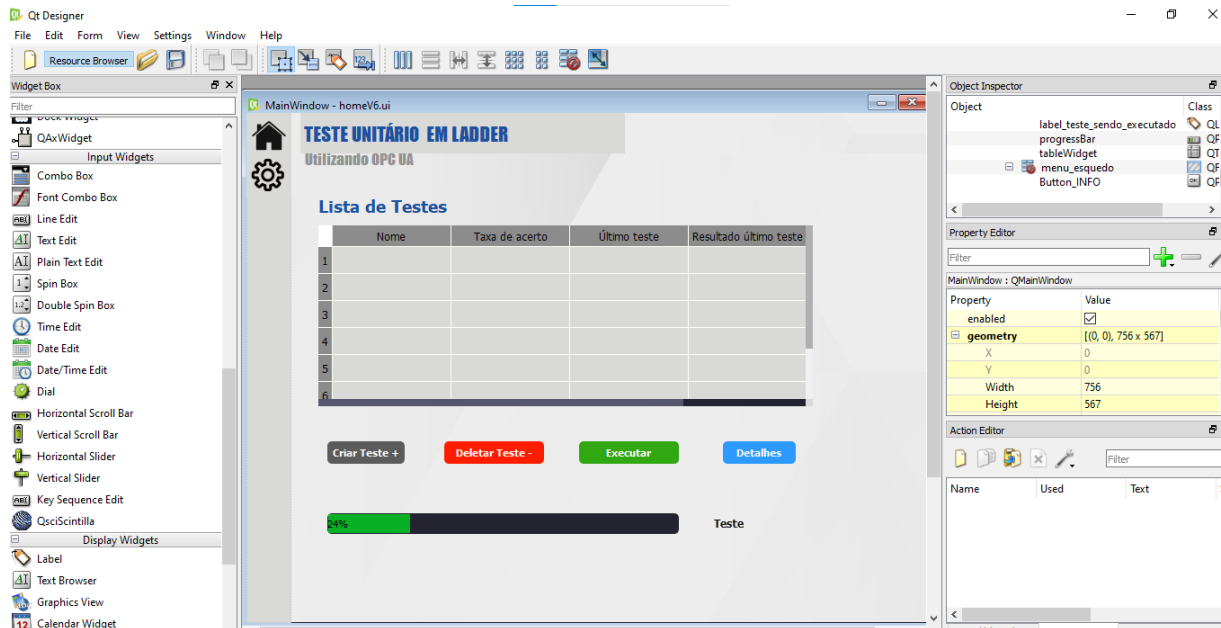 Qt Designer
File Edit Form View Settings Window Help
Resource Browser
Widget Box
Filter
Dock Widget
QAxWidget
Input Widgets
Combo Box
Font Combo Box
Line Edit
Text Edit
Plain Text Edit
Spin Box
Double Spin Box
Time Edit
Date Edit
Date/Time Edit
Dial
Horizontal Scroll Bar
Vertical Scroll Bar
Horizontal Slider
Vertical Slider
Key Sequence Edit
QsciScintilla
Display Widgets
Label
Text Browser
Graphics View
Calendar Widget
MainWindow - homeV6.ui
TESTE UNITÁRIO EM LADDER
Utilizando OPC UA
Lista de Testes
Nome Taxa de acerto Último teste Resultado último teste
1
2
3
4
5
6
Criar Teste + Deletar Teste - Executar Detalhes
24% Teste
Object Inspector
Object Class
label_teste_sendo_executado QL
progressBar QF
tableWidget QT
menu_esquedo QF
Button_INFO
Property Editor
Filter
MainWindow : QMainWindow
Property Value
enabled
geometry [(0, 0), 756 x 567]
X 0
Y 0
Width 756
Height 567
Action Editor
Filter
Name Used Text